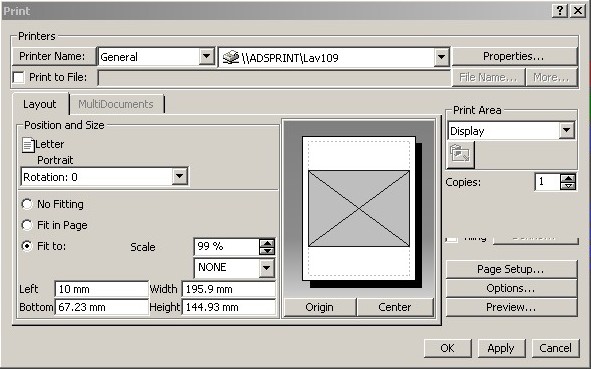 Print
Printers
Printer Name: General \\ADSPRINT\Lav109 Properties...
Print to File: File Name... More...
Layout MultiDocuments
Position and Size
Letter
Portrait
Rotation: 0
No Fitting
Fit in Page
Fit to: Scale 99 %
NONE
Left 10 mm Width 195.9 mm
Bottom 67.23 mm Height 144.93 mm
Origin Center
Print Area
Display
Copies: 1
Page Setup...
Options...
Preview...
OK Apply Cancel